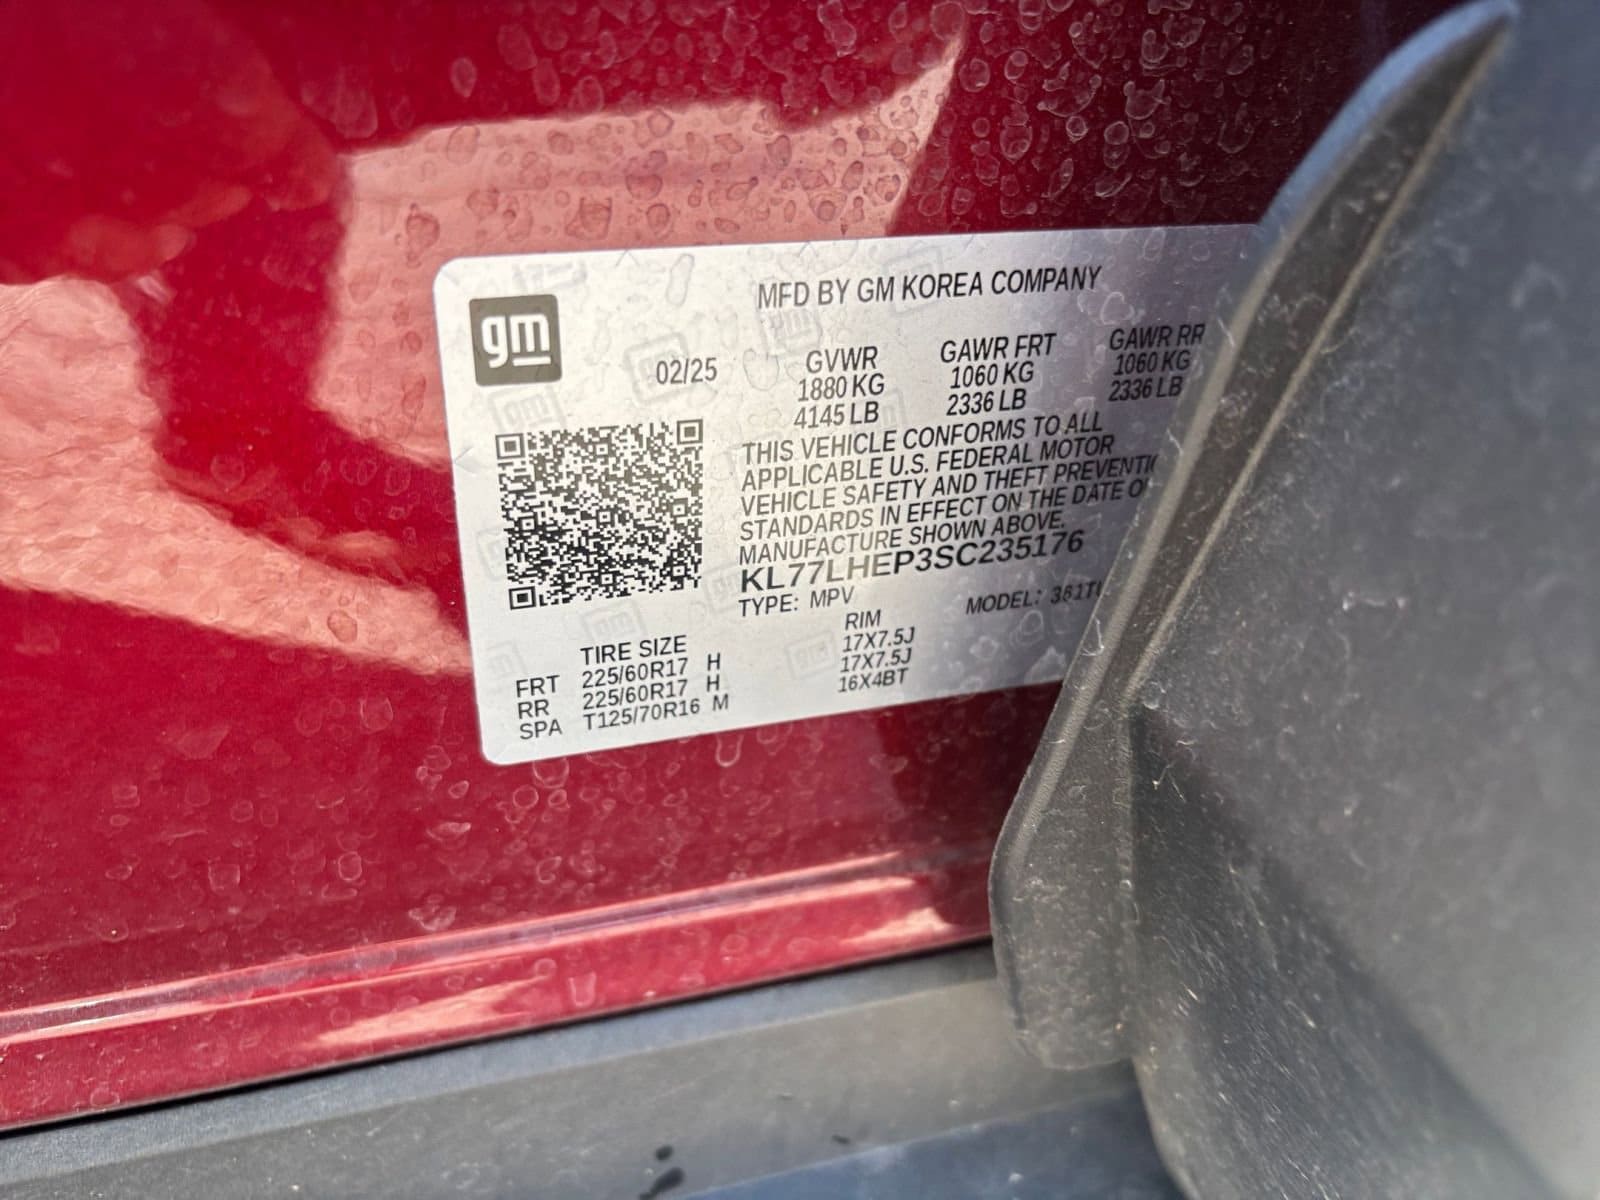 gm
MFD BY GM KOREA COMPANY
02/25
GVWR GAWR FRT GAWR RR
1880 KG 1060 KG 1060 KG
4145 LB 2336 LB 2336 LB
THIS VEHICLE CONFORMS TO ALL
APPLICABLE U.S. FEDERAL MOTOR
VEHICLE SAFETY AND THEFT PREVENTI
STANDARDS IN EFFECT ON THE DATE O
MANUFACTURE SHOWN ABOVE.
KL77LHEP3SC235176
TYPE: MPV MODEL:
TIRE SIZE RIM
FRT 225/60R17 H 17X7.5J
RR 225/60R17 H 17X7.5J
SPA T125/70R16 M 16X4BT